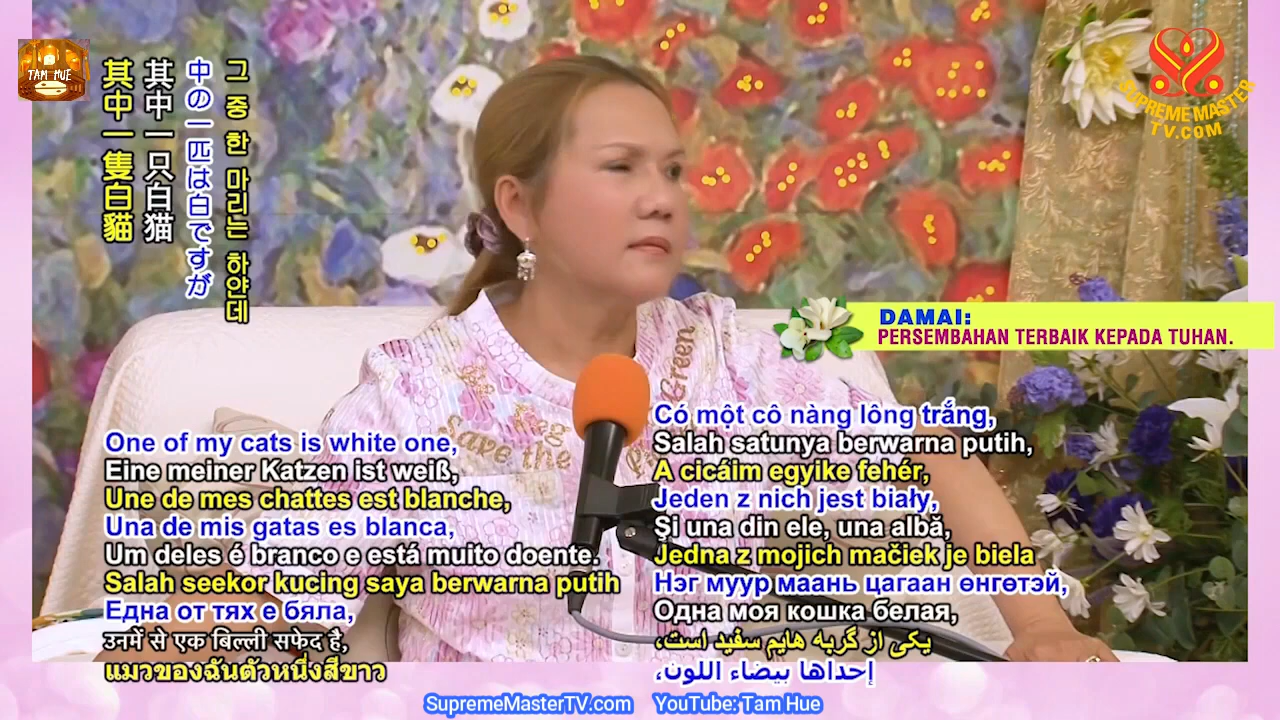 TAM HUE
其中一隻白貓
其中一只白猫
中の一匹は白ですが
그 중 한 마리는 하얀데
SUPREME MASTER
TV.COM
DAMAI:
PERSEMBAHAN TERBAIK KEPADA TUHAN.
Green
Save the
One of my cats is white one,
Eine meiner Katzen ist weiß,
Une de mes chattes est blanche,
Una de mis gatas es blanca,
Um deles é branco e está muito doente.
Salah seekor kucing saya berwarna putih
Една от тях е бяла,
उनमें से एक बिल्ली सफेद है,
แมวของฉันตัวหนึ่งสีขาว
Có một cô nàng lông trắng,
Salah satunya berwarna putih,
A cicáim egyike fehér,
Jeden z nich jest biały,
Și una din ele, una albă,
Jedna z mojich mačiek je biela
Нэг муур маань цагаан өнгөтэй,
Одна моя кошка белая,
یکی از گربه هایم سفید است،
إحداها بيضاء اللون،
SupremeMasterTV.com YouTube: Tam Hue